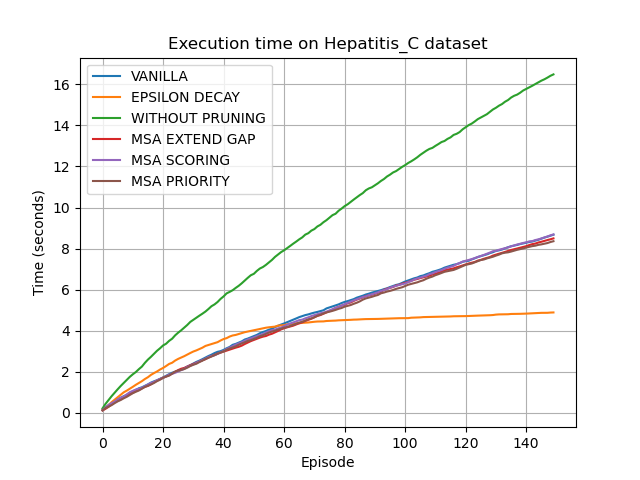 Execution time on Hepatitis_C dataset
VANILLA
EPSILON DECAY
WITHOUT PRUNING
MSA EXTEND GAP
MSA SCORING
MSA PRIORITY
Time (seconds)
16
14
12
10
8
6
4
2
0
0 20 40 60 80 100 120 140
Episode